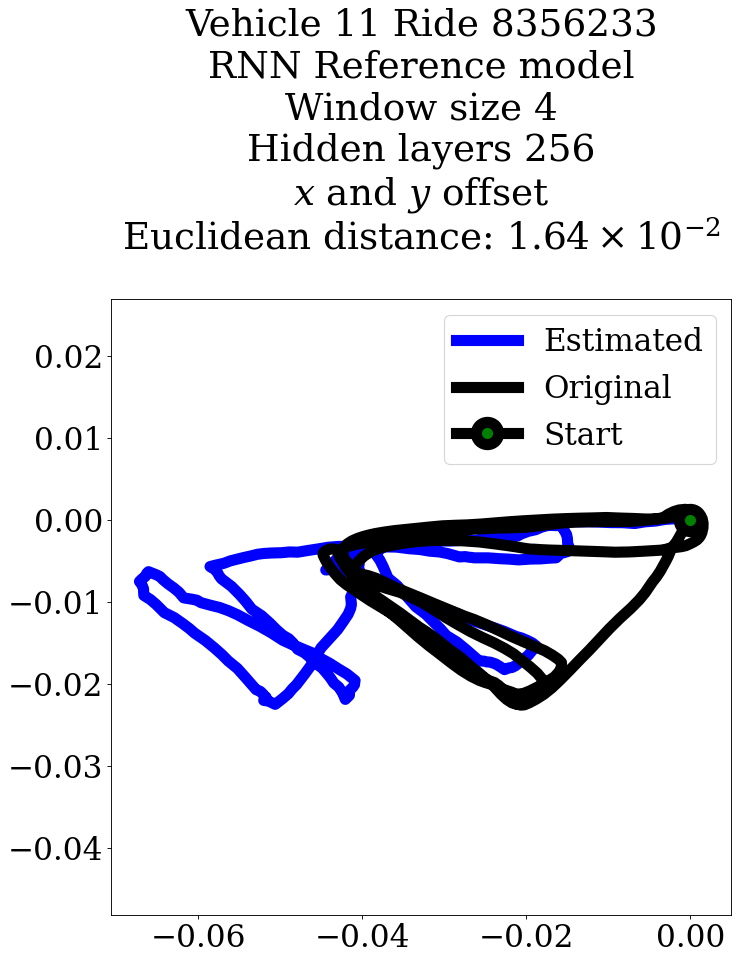 Vehicle 11 Ride 8356233
RNN Reference model
Window size 4
Hidden layers 256
x and y offset
Euclidean distance: 1.64 × 10⁻²
Estimated
Original
Start
0.02
0.01
0.00
−0.01
−0.02
−0.03
−0.04
−0.06 −0.04 −0.02 0.00